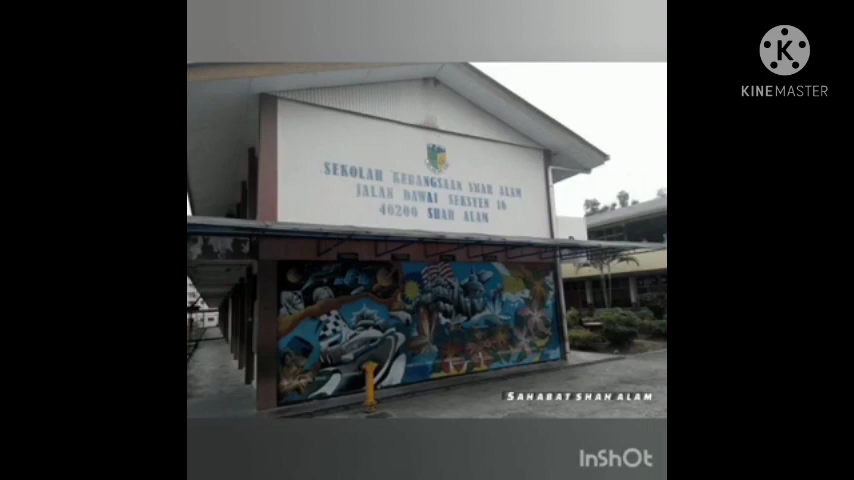 KINEMASTER
SEKOLAH KEBANGSAAN SHAH ALAM
JALAN DAWAI SEKSYEN 16
40200 SHAH ALAM
SAHABAT SHAH ALAM
InShOt